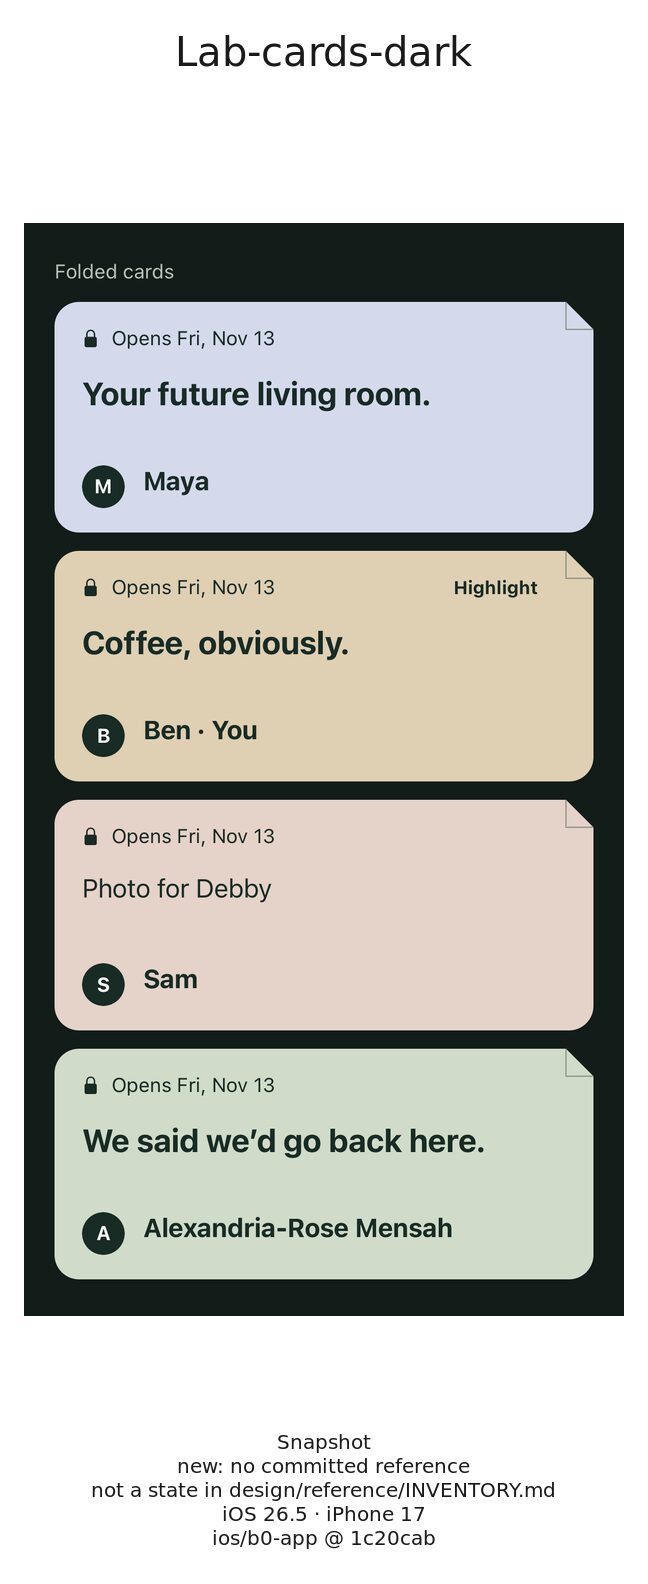 Lab-cards-dark
Folded cards
Opens Fri, Nov 13
Your future living room.
M
Maya
Opens Fri, Nov 13
Highlight
Coffee, obviously.
B
Ben · You
Opens Fri, Nov 13
Photo for Debby
S
Sam
Opens Fri, Nov 13
We said we’d go back here.
A
Alexandria-Rose Mensah
Snapshot
new: no committed reference
not a state in design/reference/INVENTORY.md
iOS 26.5 · iPhone 17
ios/b0-app @ 1c20cab